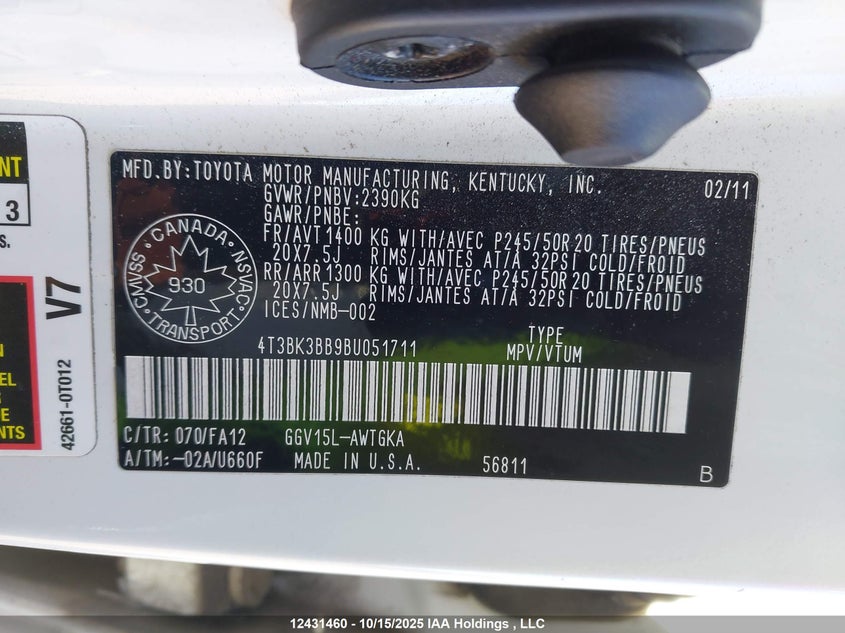 MFD.BY:TOYOTA MOTOR MANUFACTURING, KENTUCKY, INC. 02/11
GVWR/PNBV:2390KG
GAWR/PNBE:
FR/AVT 1400 KG WITH/AVEC P245/50R20 TIRES/PNEUS
20X7.5J RIMS/JANTES AT/À 32PSI COLD/FROID
RR/ARR 1300 KG WITH/AVEC P245/50R20 TIRES/PNEUS
20X7.5J RIMS/JANTES AT/À 32PSI COLD/FROID
ICES/NMB-002
CANADA
CMVSS
NSVAC
930
TRANSPORT
4T3BK3BB9BU051711
TYPE
MPV/VTUM
C/TR: 070/FA12 GGV15L-AWTGKA
A/TM:-02A/U660F MADE IN U.S.A. 56811 B
NT
3
S.
V7
42661-0T012
N
EL
E
ENTS
12431460 - 10/15/2025 IAA Holdings , LLC